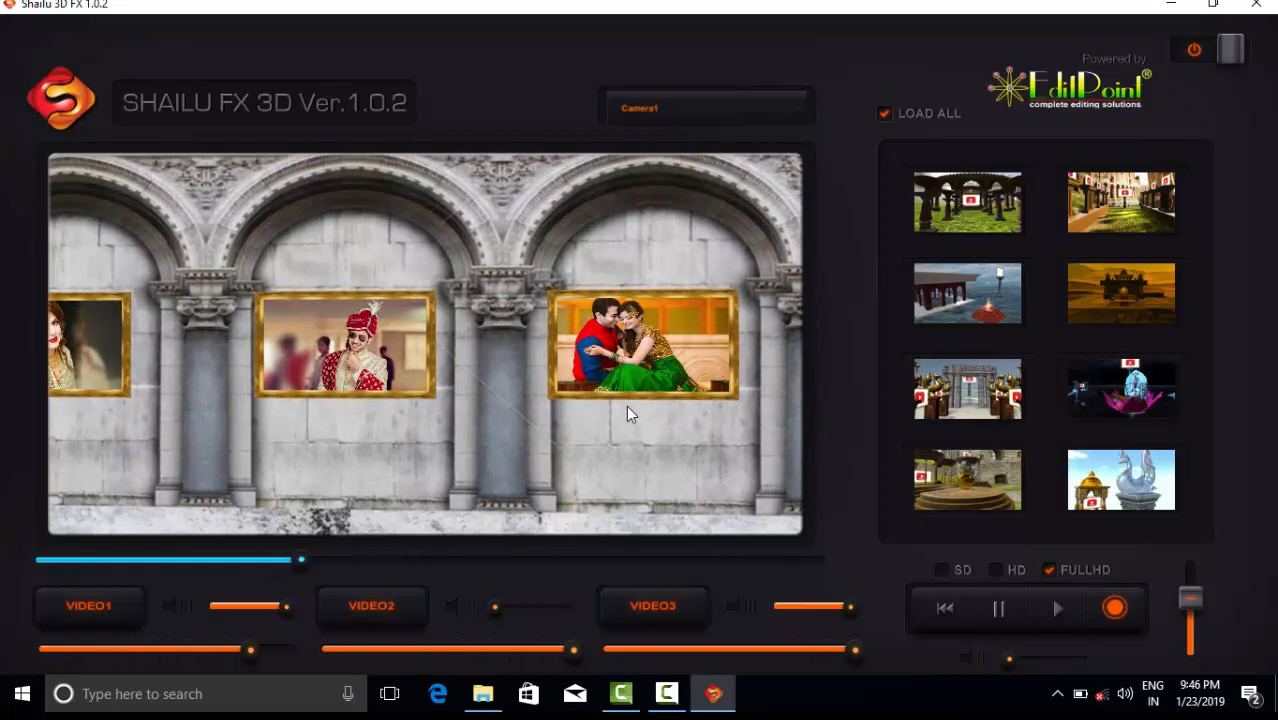 Shailu 3D FX 1.0.2
SHAILU FX 3D Ver.1.0.2
Camera1
Powered by
EditPoint®
complete editing solutions
LOAD ALL
SD
HD
FULLHD
VIDEO1
VIDEO2
VIDEO3
Type here to search
ENG
IN
9:46 PM
1/23/2019
2